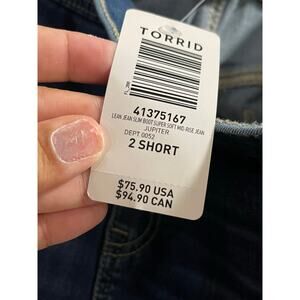 TORRID
41375167
LEAN JEAN SLIM BOOT SUPER SOFT MID-RISE JEAN
JUPITER
DEPT 0052
2 SHORT
$75.90 USA
$94.90 CAN